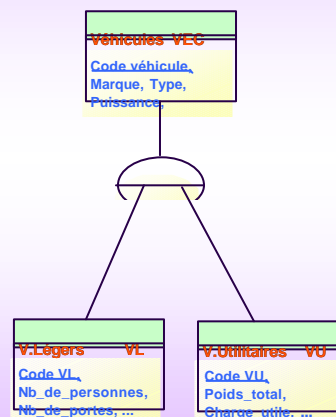 Véhicules VEC
Code véhicule,
Marque, Type,
Puissance,
V.Légers VL
Code VL,
Nb_de_personnes,
Nb_de_portes, ...
V.Utilitaires VU
Code VU,
Poids_total,
Charge_utile, ...